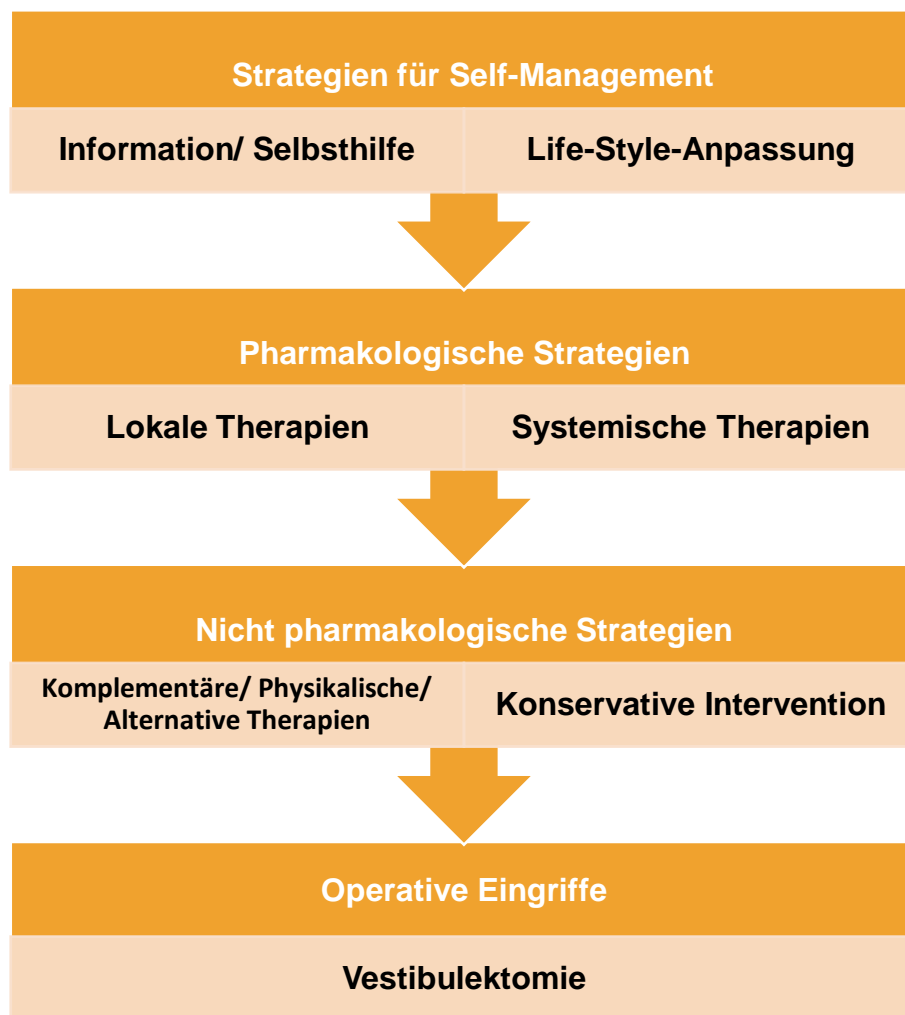 Strategien für Self-Management
Information/ Selbsthilfe
Life-Style-Anpassung
Pharmakologische Strategien
Lokale Therapien
Systemische Therapien
Nicht pharmakologische Strategien
Komplementäre/ Physikalische/
Alternative Therapien
Konservative Intervention
Operative Eingriffe
Vestibulektomie